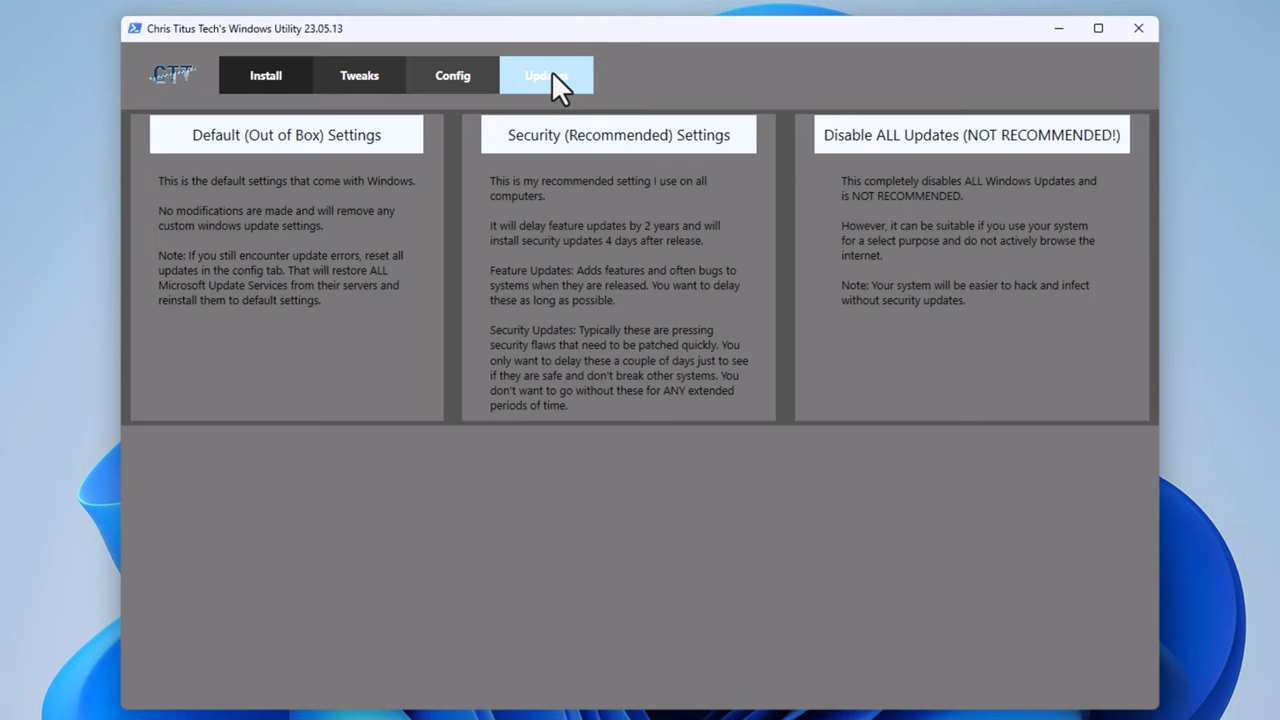 Chris Titus Tech's Windows Utility 23.05.13
CTT
Install
Tweaks
Config
Updates
Default (Out of Box) Settings
This is the default settings that come with Windows.
No modifications are made and will remove any
custom windows update settings.
Note: If you still encounter update errors, reset all
updates in the config tab. That will restore ALL
Microsoft Update Services from their servers and
reinstall them to default settings.
Security (Recommended) Settings
This is my recommended setting I use on all
computers.
It will delay feature updates by 2 years and will
install security updates 4 days after release.
Feature Updates: Adds features and often bugs to
systems when they are released. You want to delay
these as long as possible.
Security Updates: Typically these are pressing
security flaws that need to be patched quickly. You
only want to delay these a couple of days just to see
if they are safe and don't break other systems. You
don't want to go without these for ANY extended
periods of time.
Disable ALL Updates (NOT RECOMMENDED!)
This completely disables ALL Windows Updates and
is NOT RECOMMENDED.
However, it can be suitable if you use your system
for a select purpose and do not actively browse the
internet.
Note: Your system will be easier to hack and infect
without security updates.